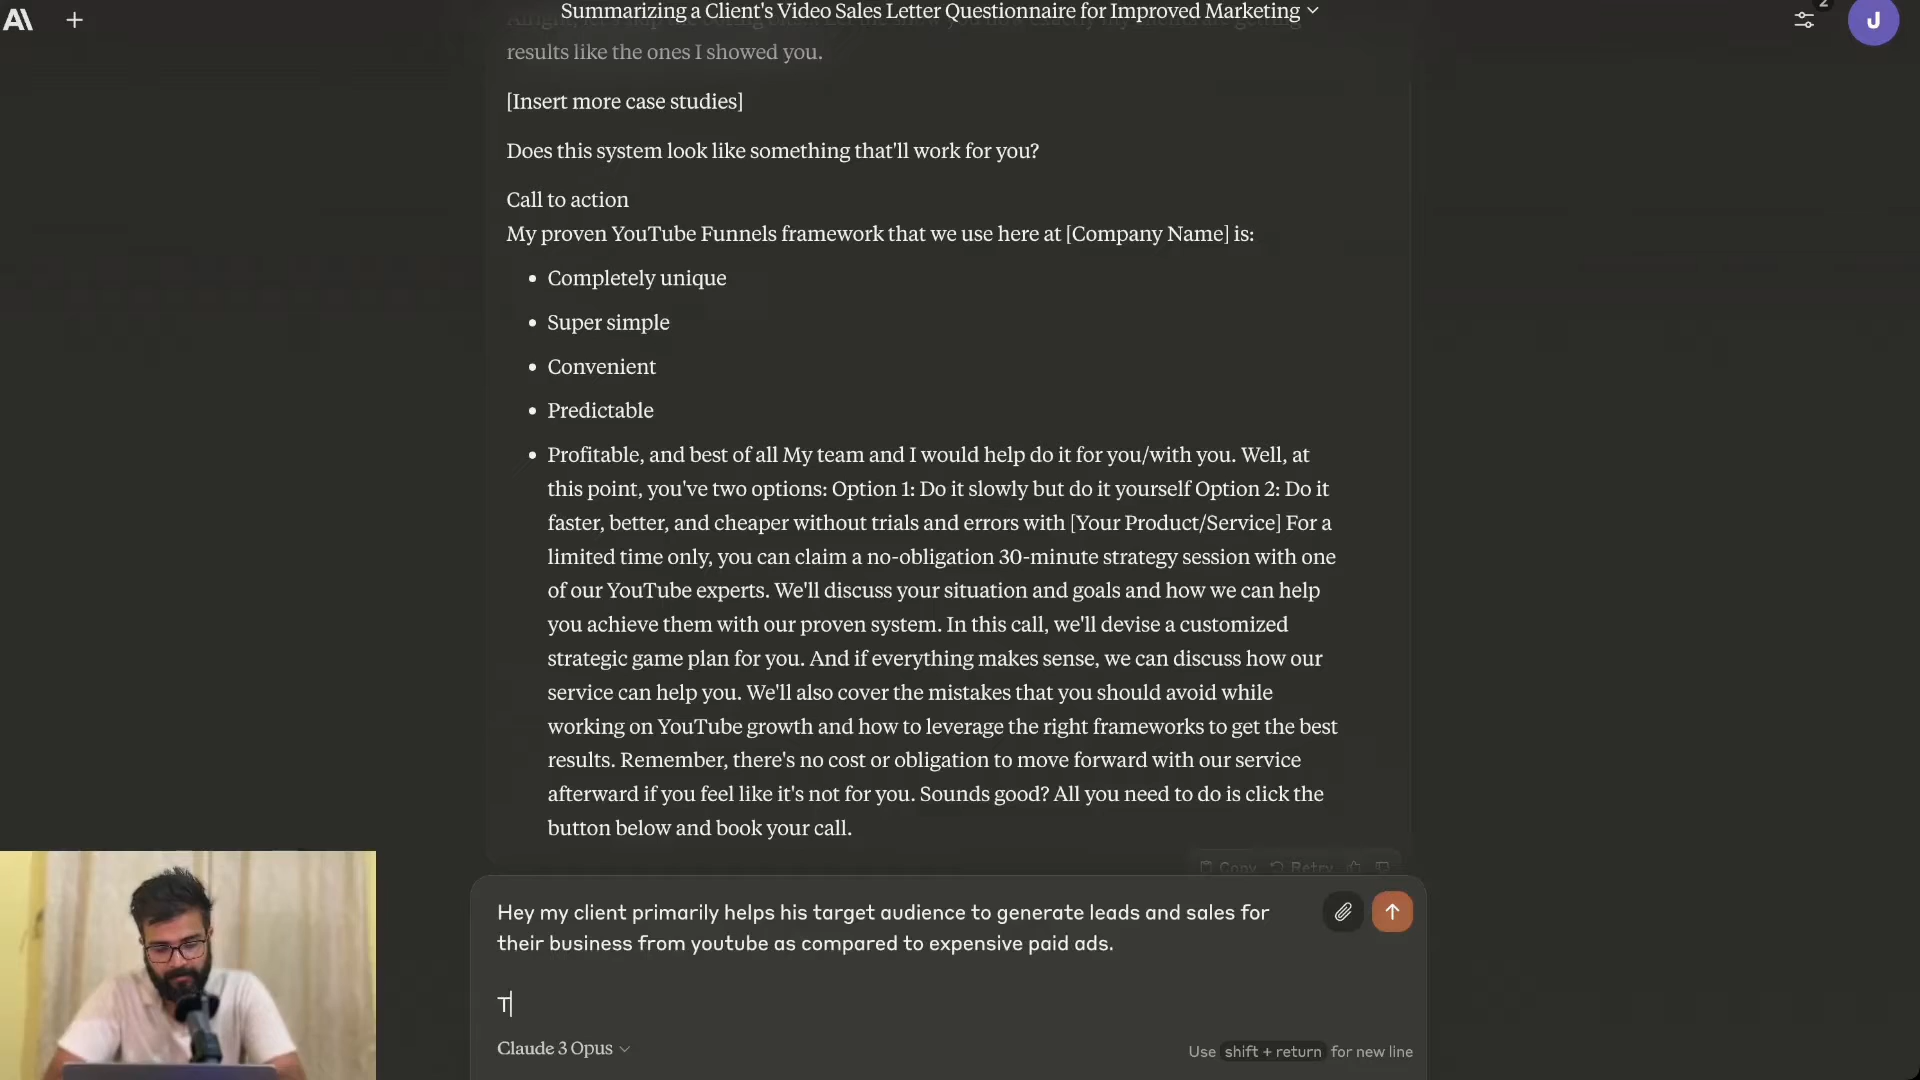 Summarizing a Client's Video Sales Letter Questionnaire for Improved Marketing
2
J
results like the ones I showed you.
[Insert more case studies]
Does this system look like something that'll work for you?
Call to action
My proven YouTube Funnels framework that we use here at [Company Name] is:
• Completely unique
• Super simple
• Convenient
• Predictable
• Profitable, and best of all My team and I would help do it for you/with you. Well, at
this point, you've two options: Option 1: Do it slowly but do it yourself Option 2: Do it
faster, better, and cheaper without trials and errors with [Your Product/Service] For a
limited time only, you can claim a no-obligation 30-minute strategy session with one
of our YouTube experts. We'll discuss your situation and goals and how we can help
you achieve them with our proven system. In this call, we'll devise a customized
strategic game plan for you. And if everything makes sense, we can discuss how our
service can help you. We'll also cover the mistakes that you should avoid while
working on YouTube growth and how to leverage the right frameworks to get the best
results. Remember, there's no cost or obligation to move forward with our service
afterward if you feel like it's not for you. Sounds good? All you need to do is click the
button below and book your call.
Copy Retry
Hey my client primarily helps his target audience to generate leads and sales for
their business from youtube as compared to expensive paid ads.
T
Claude 3 Opus
Use shift + return for new line